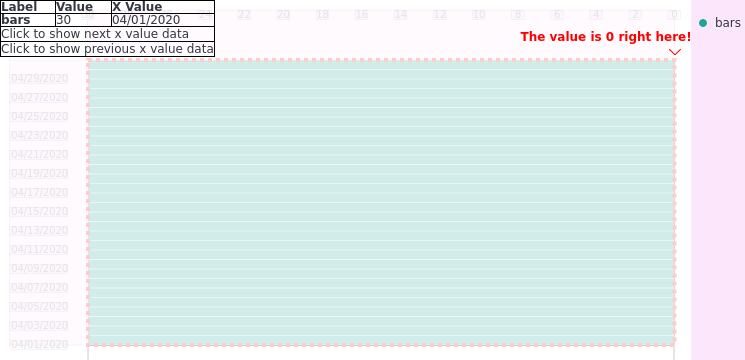 Label Value X Value
bars 30 04/01/2020
Click to show next x value data
Click to show previous x value data
24 22 20 18 16 14 12 10 8 6 4 2 0
The value is 0 right here!
bars
04/29/2020
04/27/2020
04/25/2020
04/23/2020
04/21/2020
04/19/2020
04/17/2020
04/15/2020
04/13/2020
04/11/2020
04/09/2020
04/07/2020
04/05/2020
04/03/2020
04/01/2020